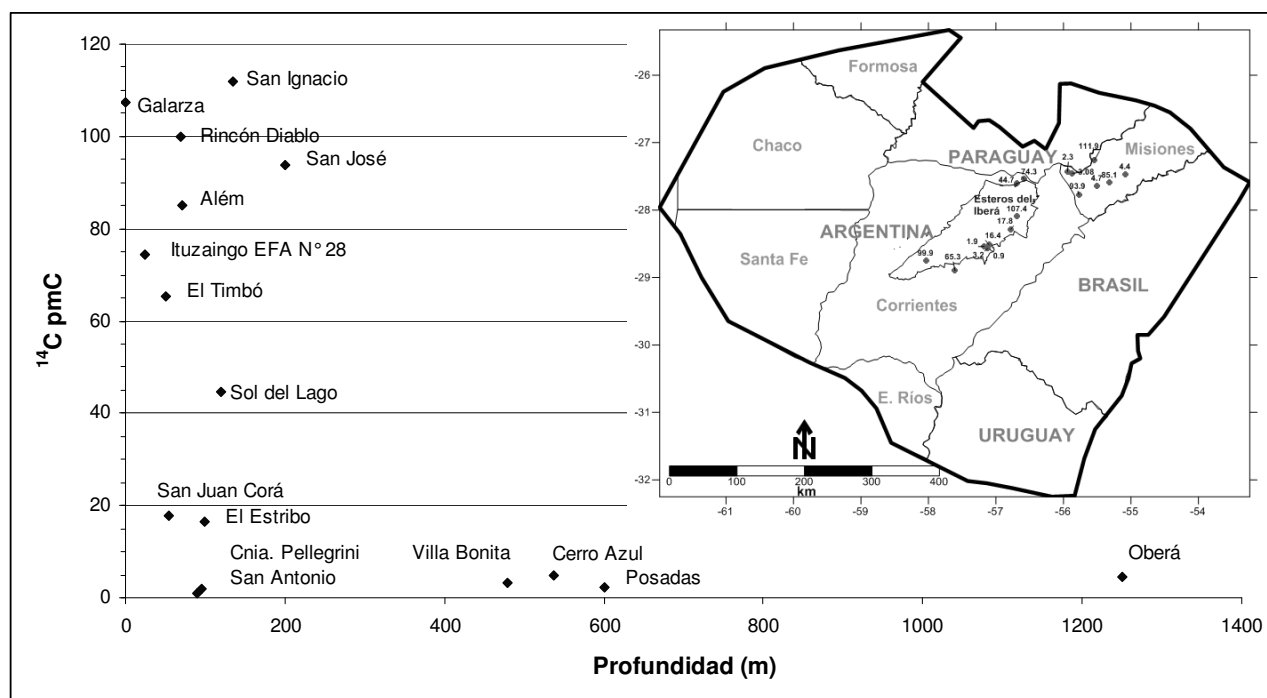 120
100
80
60
40
20
0
0
200
400
600
800
1000
1200
1400
¹⁴C pmC
Profundidad (m)
San Ignacio
Galarza
Rincón Diablo
San José
Além
Ituzaingo EFA N° 28
El Timbó
Sol del Lago
San Juan Corá
El Estribo
Cnia. Pellegrini
San Antonio
Villa Bonita
Cerro Azul
Posadas
Oberá
-26
-27
-28
-29
-30
-31
-32
-61
-60
-59
-58
-57
-56
-55
-54
Formosa
Chaco
PARAGUAY
Misiones
111.9
2.3
3.08
4.7
85.1
4.4
93.9
74.3
44.7
Esteros del
Iberá
107.4
17.8
ARGENTINA
16.4
1.9
3.2
0.9
99.9
65.3
Santa Fe
Corrientes
BRASIL
E. Ríos
URUGUAY
N
0
100
200
300
400
km